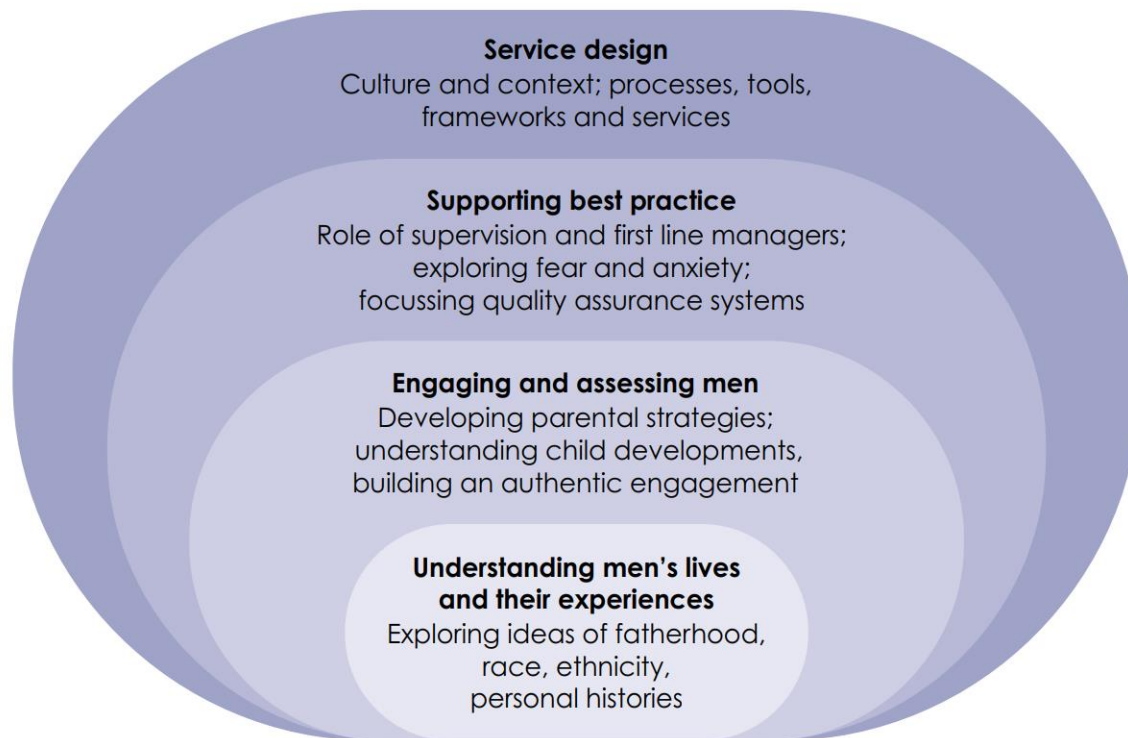 Service design
Culture and context; processes, tools,
frameworks and services
Supporting best practice
Role of supervision and first line managers;
exploring fear and anxiety;
focussing quality assurance systems
Engaging and assessing men
Developing parental strategies;
understanding child developments,
building an authentic engagement
Understanding men’s lives
and their experiences
Exploring ideas of fatherhood,
race, ethnicity,
personal histories